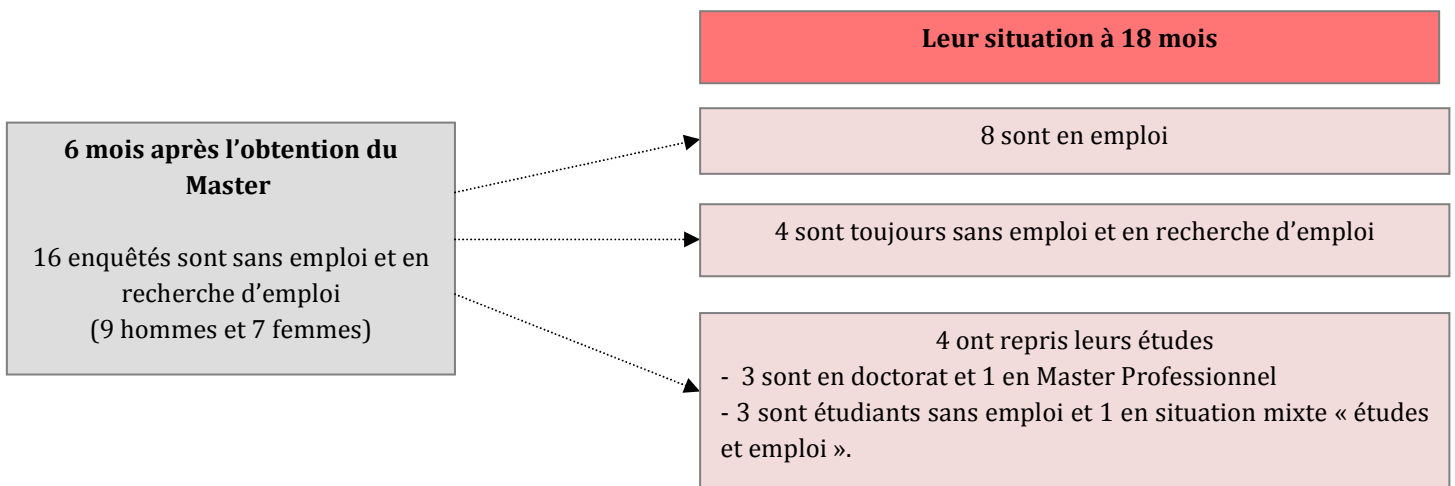 Leur situation à 18 mois
6 mois après l’obtention du
Master
16 enquêtés sont sans emploi et en
recherche d’emploi
(9 hommes et 7 femmes)
8 sont en emploi
4 sont toujours sans emploi et en recherche d’emploi
4 ont repris leurs études
- 3 sont en doctorat et 1 en Master Professionnel
- 3 sont étudiants sans emploi et 1 en situation mixte « études
et emploi ».